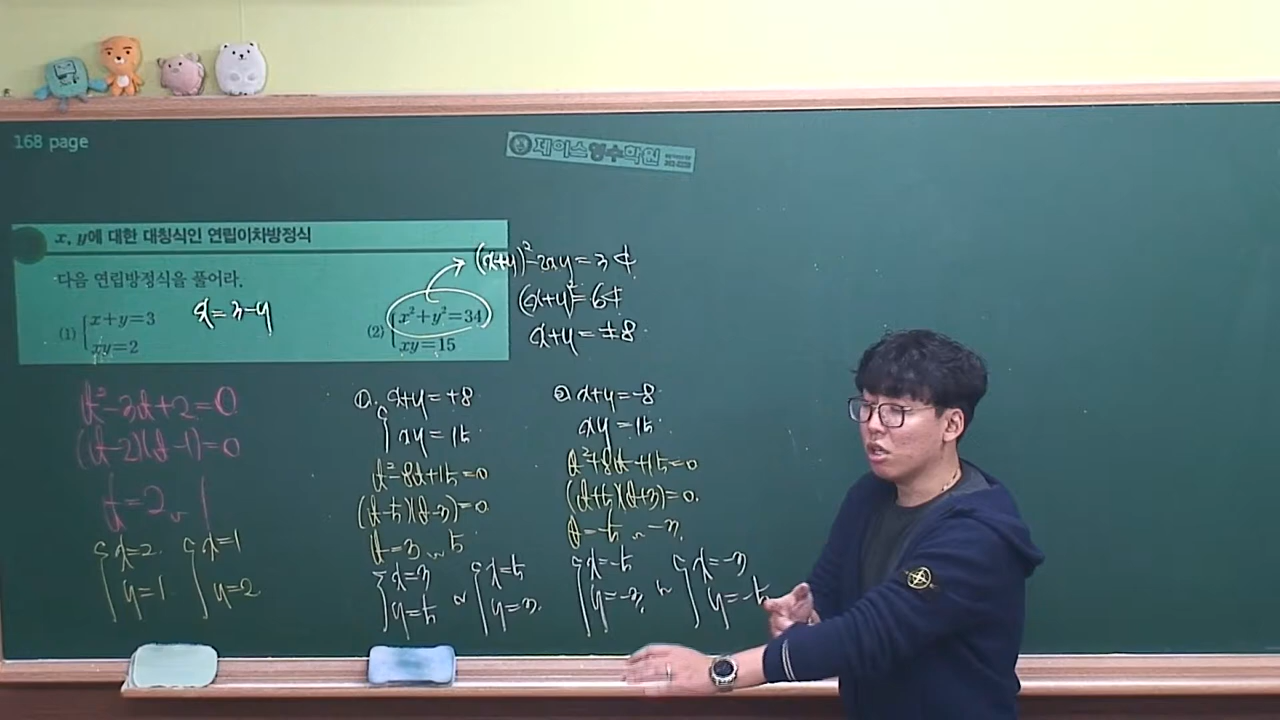 168 page
제이스영수학원
x, y에 대한 대칭식인 연립이차방정식
다음 연립방정식을 풀어라.
(1) { x+y=3
xy=2
x=3-y
(2) { x²+y²=34
xy=15
(x+y)²-2xy=34
(x+y)²=64
x+y=±8
t²-3t+2=0
(t-2)(t-1)=0
t=2 or 1
{ x=2 { x=1
y=1 y=2
①. x+y=+8
{ xy=15
t²-8t+15=0
(t-5)(t-3)=0
t=3 or 5
{ x=3 or { x=5
y=5 y=3
② x+y=-8
xy=15
t²+8t+15=0
(t+5)(t+3)=0
t=-5 or -3
{ x=-5 or { x=-3
y=-3 y=-5